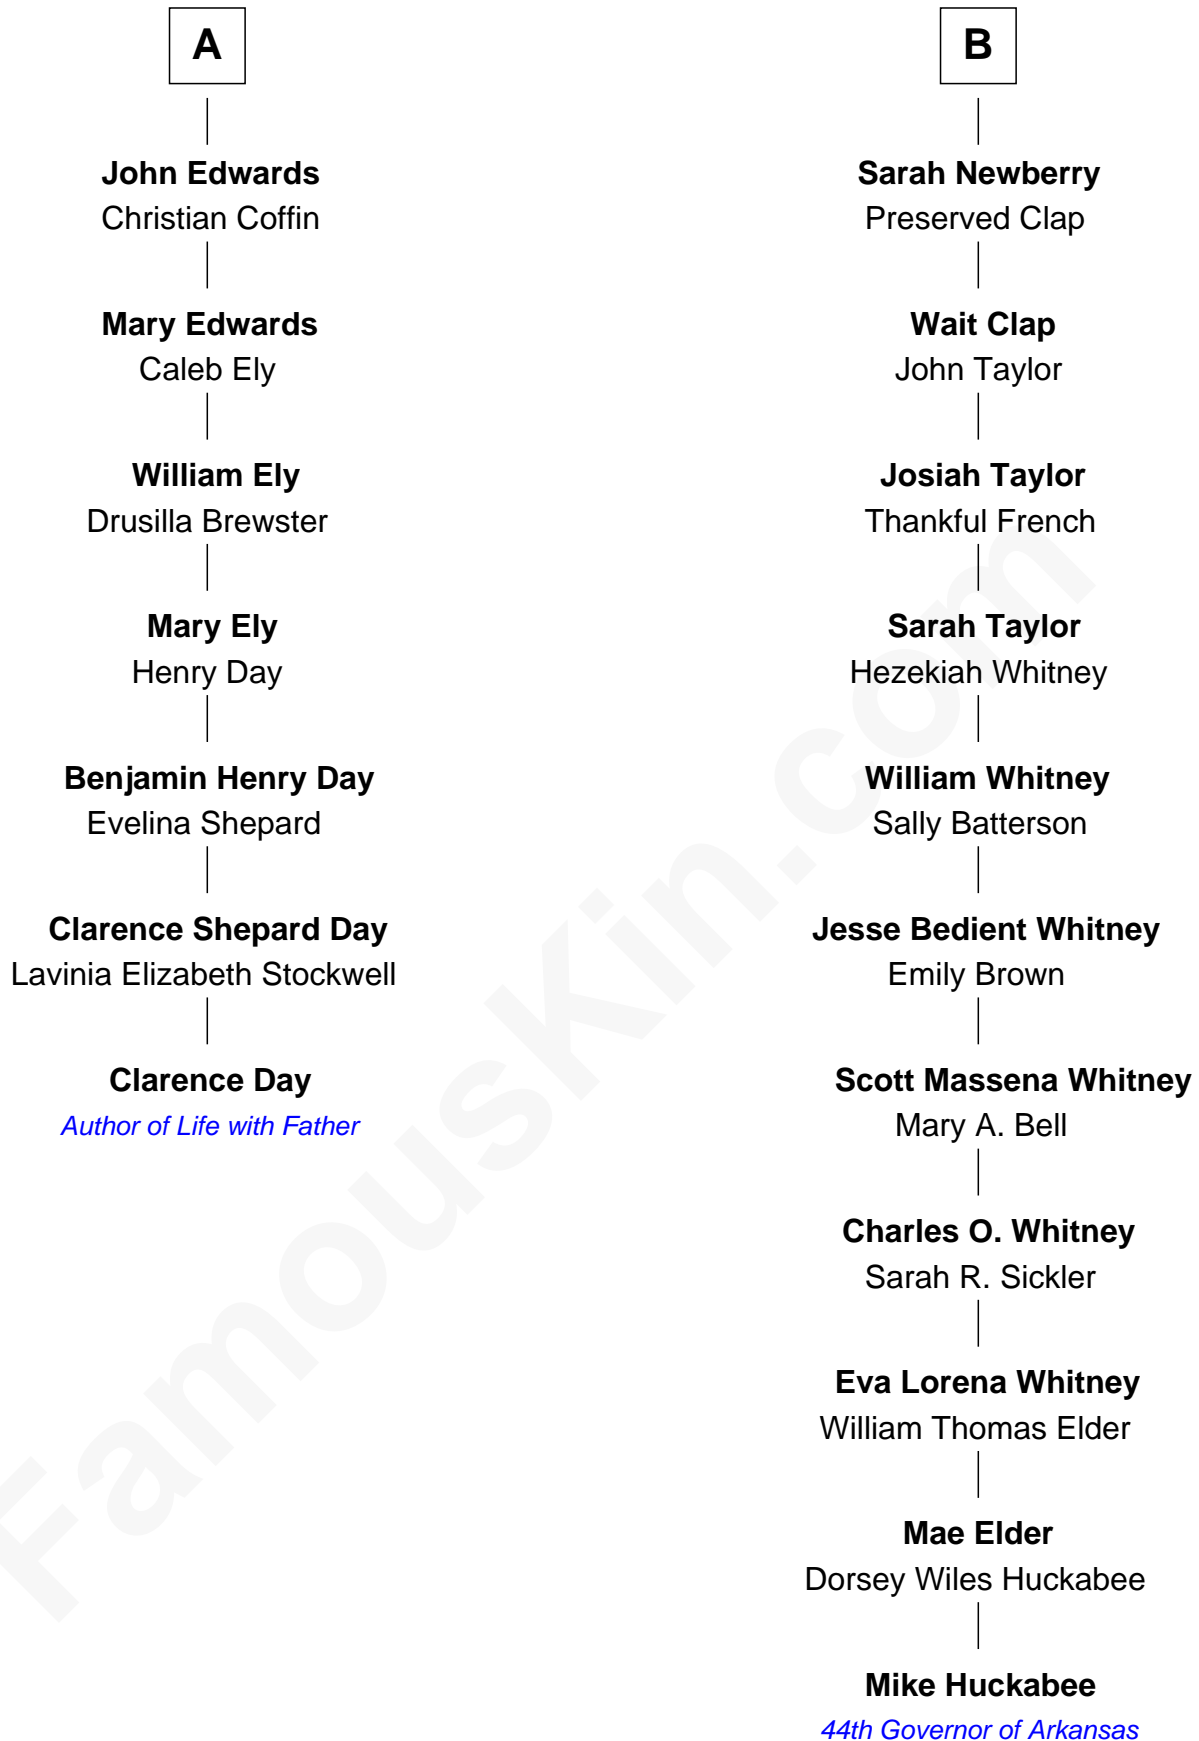 A
John Edwards
Christian Coffin
Mary Edwards
Caleb Ely
William Ely
Drusilla Brewster
Mary Ely
Henry Day
Benjamin Henry Day
Evelina Shepard
Clarence Shepard Day
Lavinia Elizabeth Stockwell
Clarence Day
Author of Life with Father
B
Sarah Newberry
Preserved Clap
Wait Clap
John Taylor
Josiah Taylor
Thankful French
Sarah Taylor
Hezekiah Whitney
William Whitney
Sally Batterson
Jesse Bedient Whitney
Emily Brown
Scott Massena Whitney
Mary A. Bell
Charles O. Whitney
Sarah R. Sickler
Eva Lorena Whitney
William Thomas Elder
Mae Elder
Dorsey Wiles Huckabee
Mike Huckabee
44th Governor of Arkansas
FamousKin.com